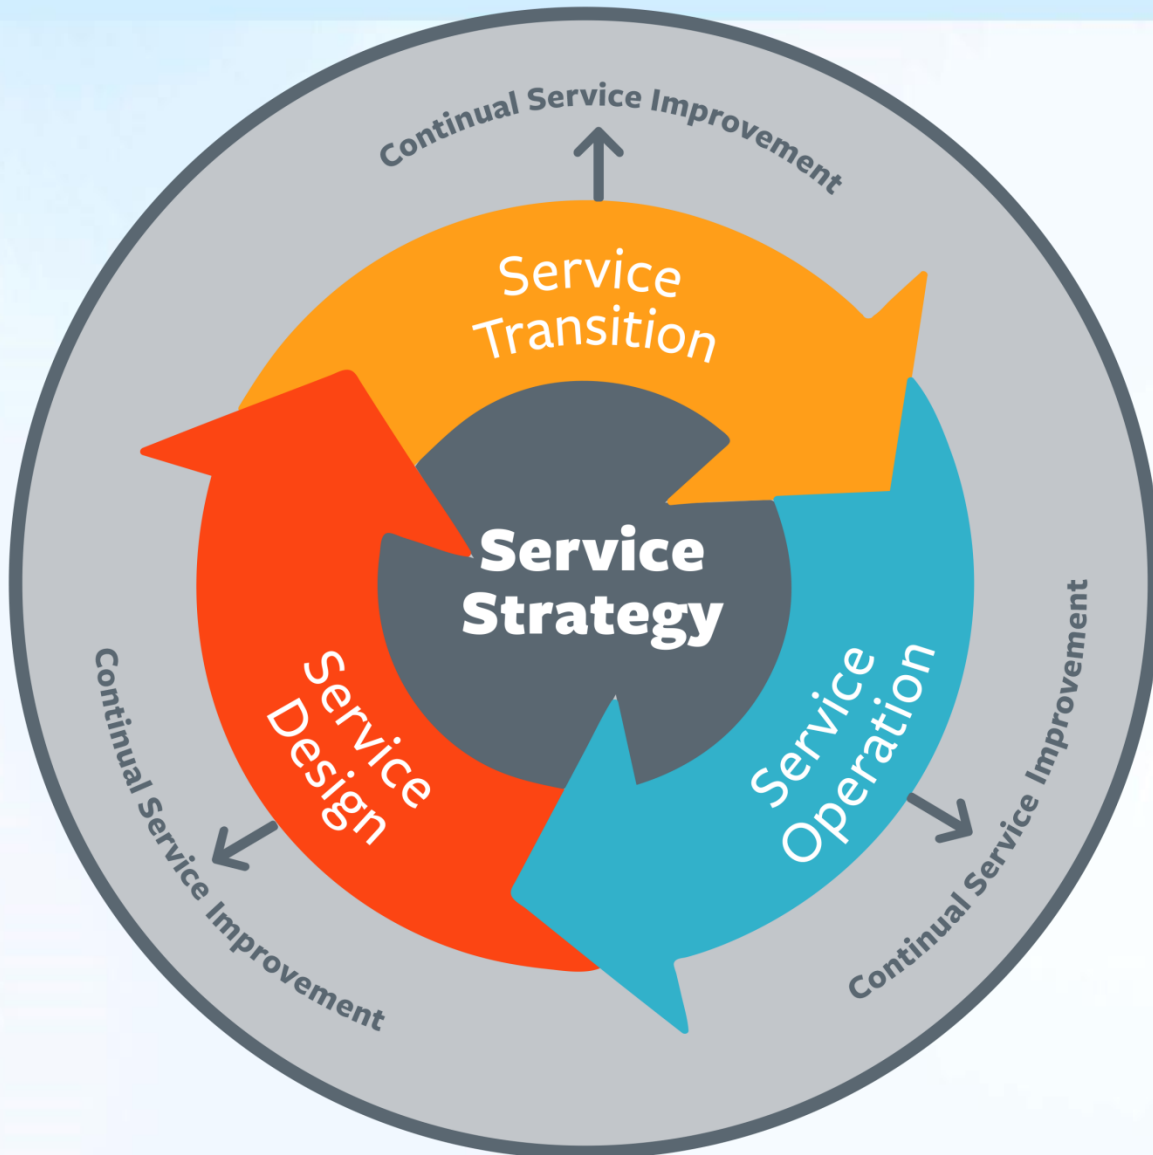 Continual Service Improvement
Service
Transition
Service
Strategy
Service
Design
Service
Operation
Continual Service Improvement
Continual Service Improvement